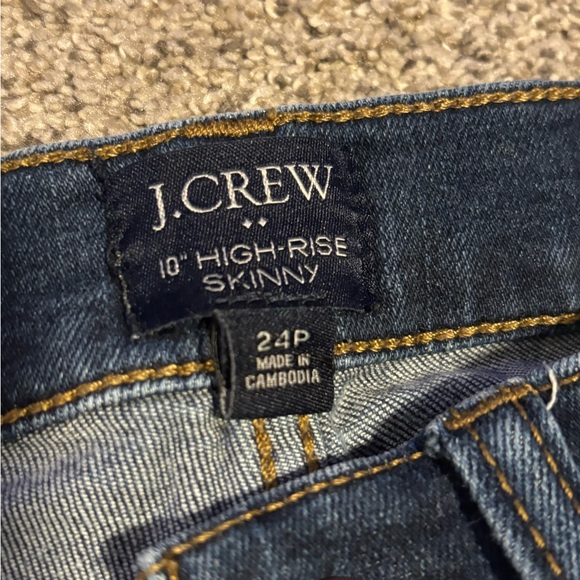 J.CREW
10" HIGH-RISE
SKINNY
24P
MADE IN
CAMBODIA